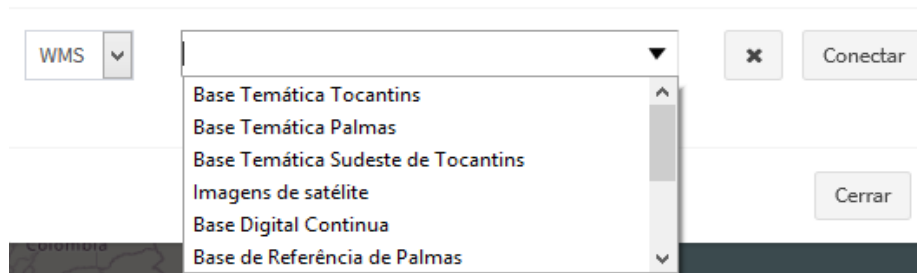 WMS
Conectar
Base Temática Tocantins
Base Temática Palmas
Base Temática Sudeste de Tocantins
Imagens de satélite
Base Digital Continua
Base de Referência de Palmas
Cerrar
Colombia